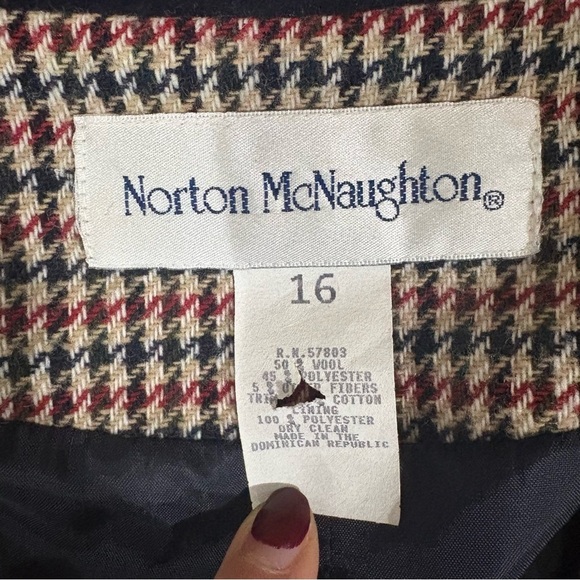 Norton McNaughton®
16
R.N.57803
50 % WOOL
45 % POLYESTER
5 % FIBERS
COTTON
LINING
100 % POLYESTER
DRY CLEAN
MADE IN THE
DOMINICAN REPUBLIC